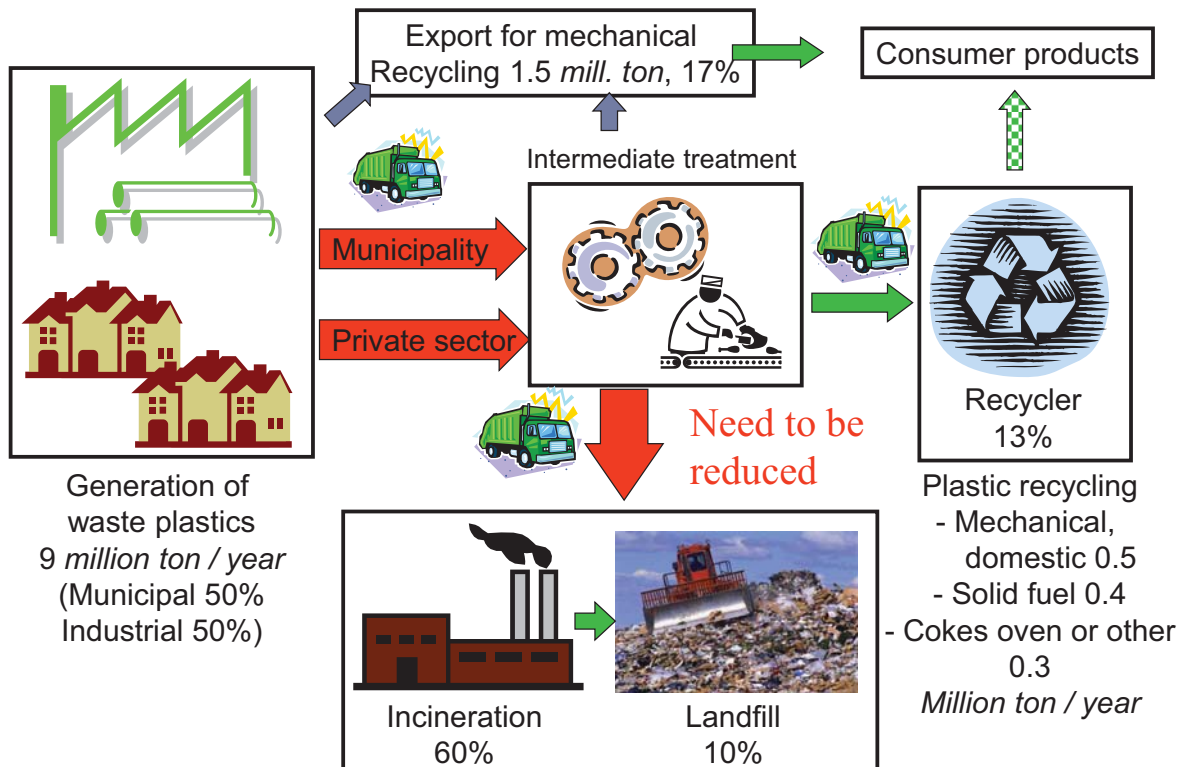 Export for mechanical
Recycling 1.5 mill. ton, 17%
Consumer products
Intermediate treatment
Municipality
Private sector
Need to be
reduced
Recycler
13%
Generation of
waste plastics
9 million ton / year
(Municipal 50%
Industrial 50%)
Plastic recycling
- Mechanical,
domestic 0.5
- Solid fuel 0.4
- Cokes oven or other
0.3
Million ton / year
Incineration
60%
Landfill
10%